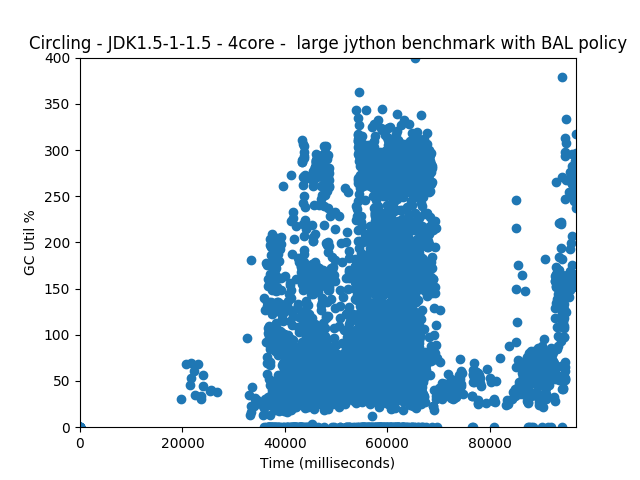 Circling - JDK1.5-1-1.5 - 4core -  large jython benchmark with BAL policy
400
350
300
250
200
150
100
50
0
GC Util %
0 20000 40000 60000 80000
Time (milliseconds)